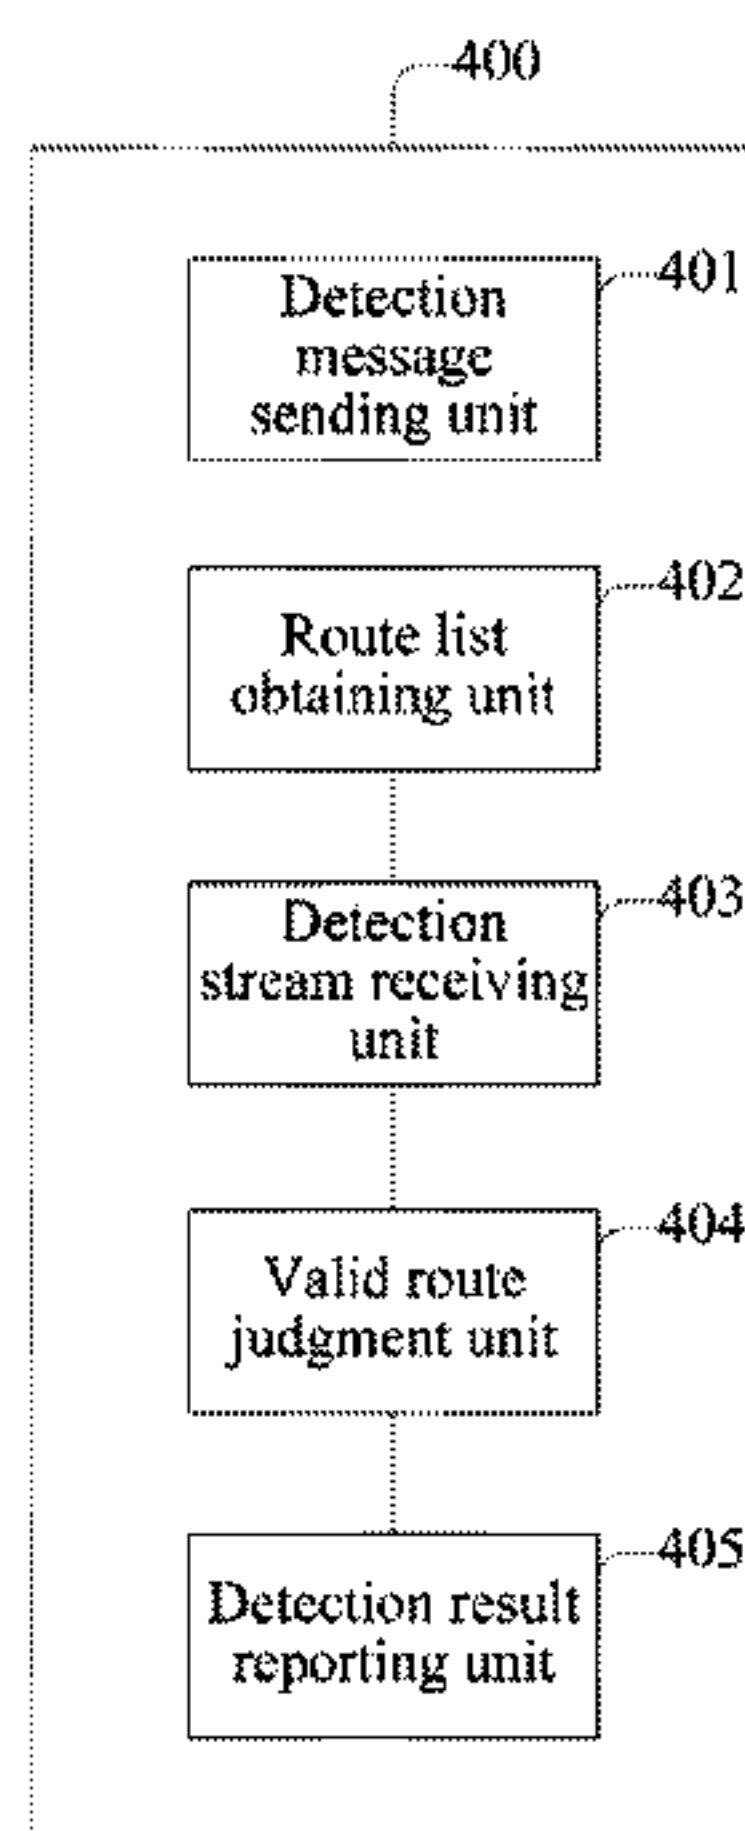 400
401
Detection
message
sending unit
402
Route list
obtaining unit
403
Detection
stream receiving
unit
404
Valid route
judgment unit
405
Detection result
reporting unit